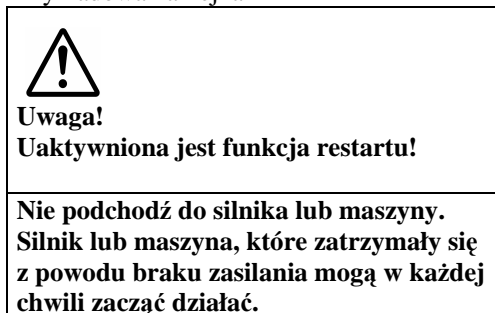 Uwaga!
Uaktywniona jest funkcja restartu!
Nie podchodź do silnika lub maszyny.
Silnik lub maszyna, które zatrzymały się
z powodu braku zasilania mogą w każdej
chwili zacząć działać.